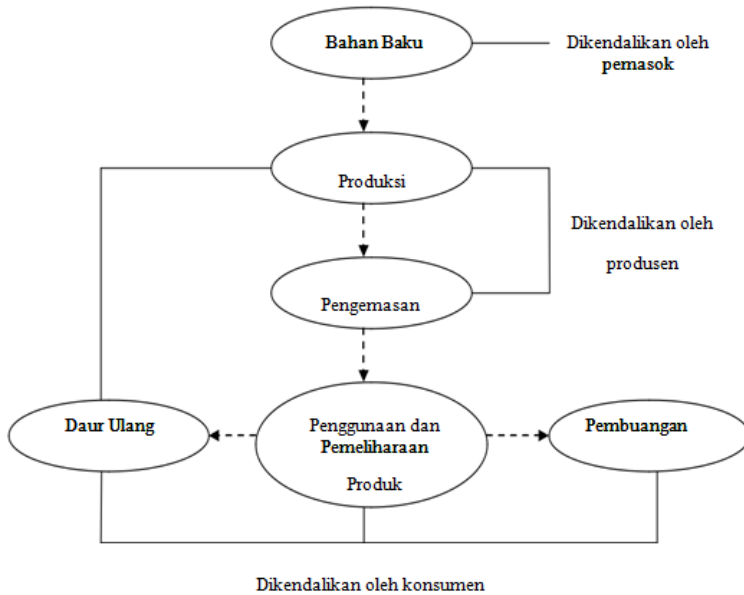 Bahan Baku
Dikendalikan oleh
pemasok
Produksi
Dikendalikan oleh
produsen
Pengemasan
Daur Ulang
Penggunaan dan
Pemeliharaan
Produk
Pembuangan
Dikendalikan oleh konsumen